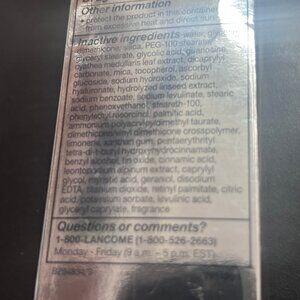 Other information
• protect the product in this container
from excessive heat and direct sun
Inactive ingredients water,
dimethicone, silica, PEG-100 stearate,
glyceryl stearate, glycolic acid, guanosine,
cyathea medullaris leaf extract, dicaprylyl
carbonate, mica, tocopherol, ascorbyl
glucoside, sodium hydroxide, sodium
hyaluronate, hydrolyzed linseed extract,
sodium benzoate, sodium levulinate, stearic
acid, phenoxyethanol, steareth-100,
phenylethyl resorcinol, palmitic acid,
ammonium polyacryloyldimethyl taurate,
dimethicone/vinyl dimethicone crosspolymer,
limonene, xanthan gum, pentaerythrityl
tetra-di-t-butyl hydroxyhydrocinnamate,
benzyl alcohol, tin oxide, cinnamic acid,
leontopodium alpinum extract, caprylyl
glycol, myristic acid, geraniol, disodium
EDTA, titanium dioxide, retinyl palmitate, citric
acid, potassium sorbate, levulinic acid,
glyceryl caprylate, fragrance
Questions or comments?
1-800-LANCOME (1-800-526-2663)
Monday - Friday (9 a.m. - 5 p.m. EST)